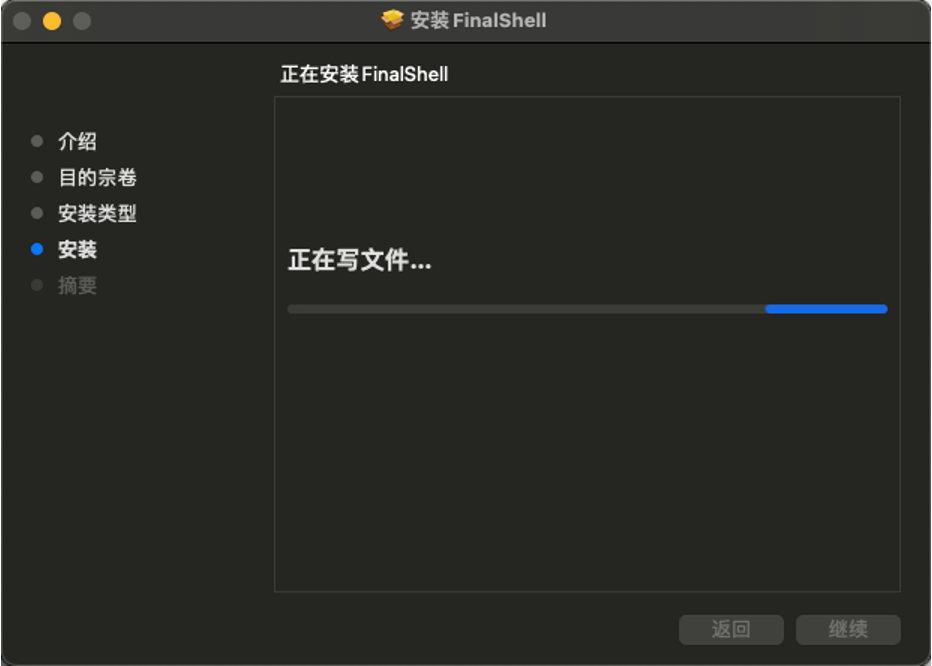 安装 FinalShell
正在安装 FinalShell
介绍
目的宗卷
安装类型
安装
摘要
正在写文件...
返回
继续